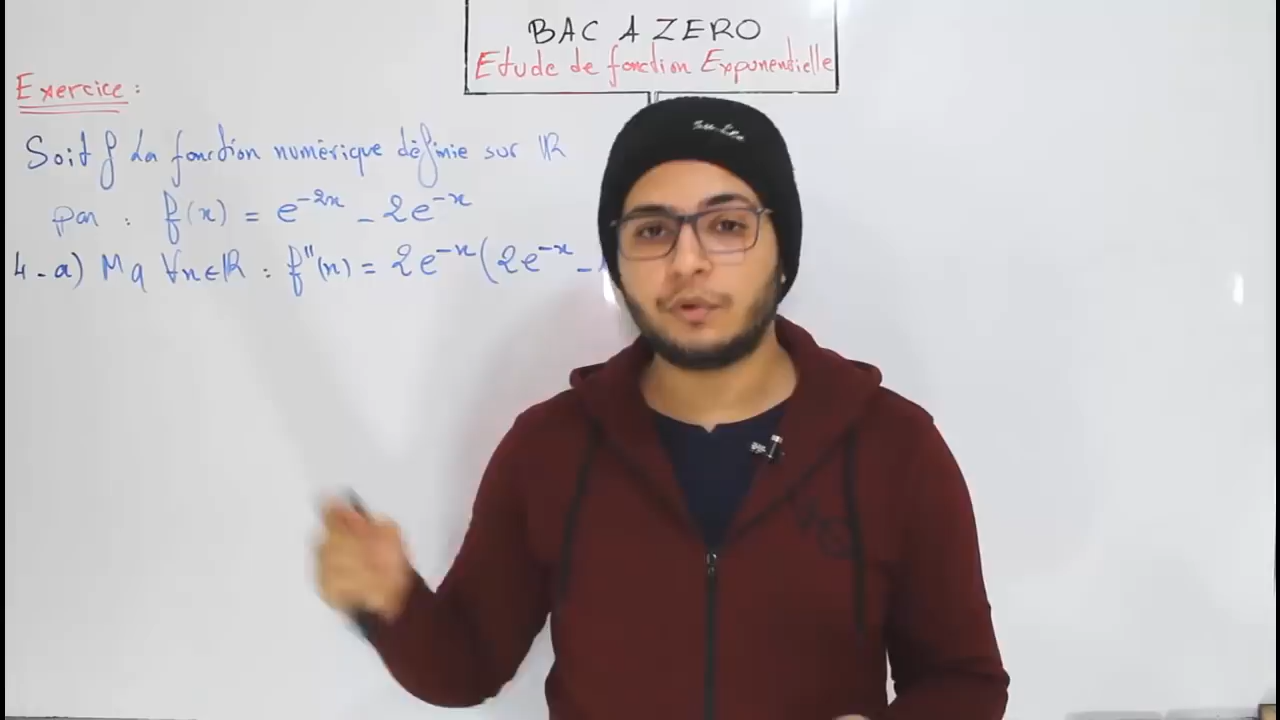 BAC A ZERO
Etude de fonction Exponentielle
Exercice :
Soit f la fonction numérique définie sur ℝ
par : f(x) = e⁻²ˣ - 2e⁻ˣ
4-a) Mq ∀x∈ℝ : f''(x) = 2e⁻ˣ(2e⁻ˣ -